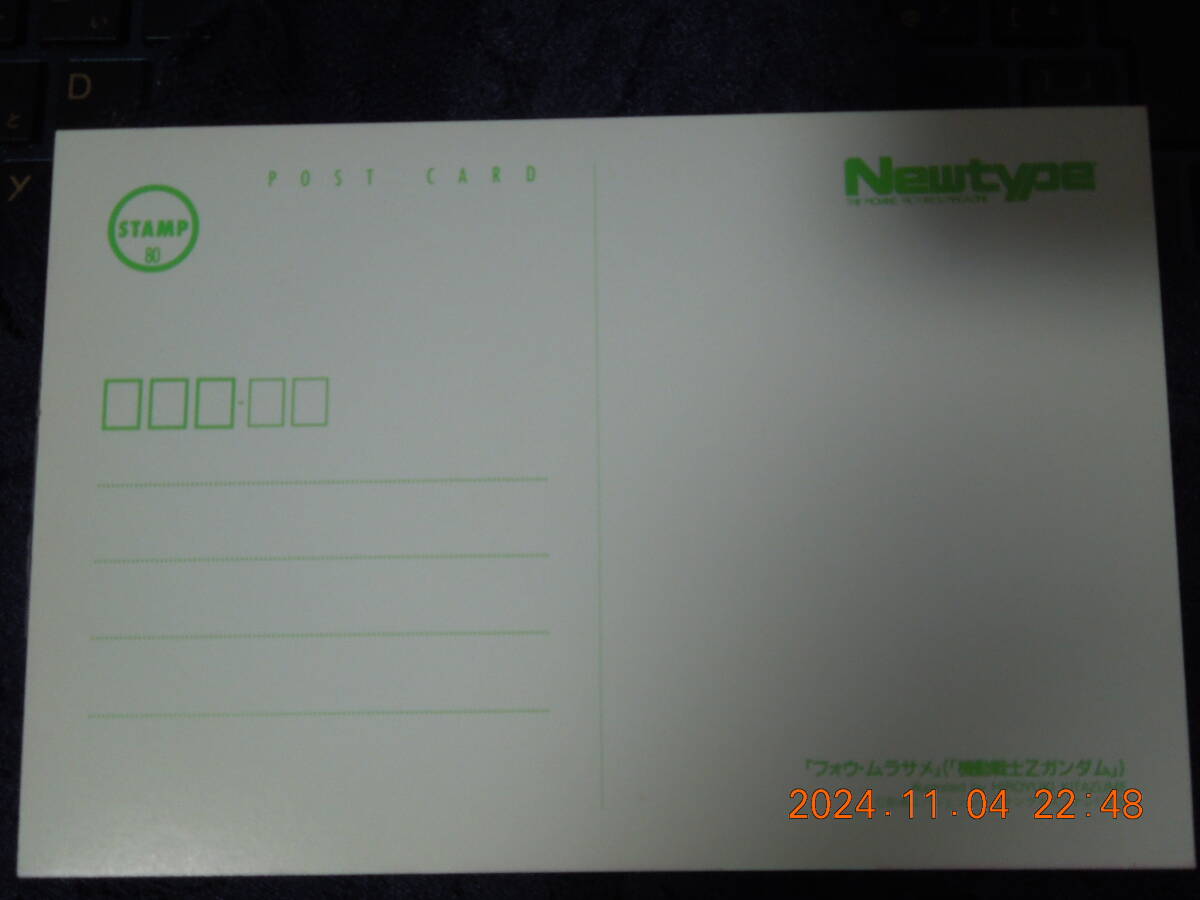 D
y
POST CARD
STAMP
80
Newtype
「フォウ・ムラサメ」(「機動戦士Zガンダム」)
2024.11.04 22:48